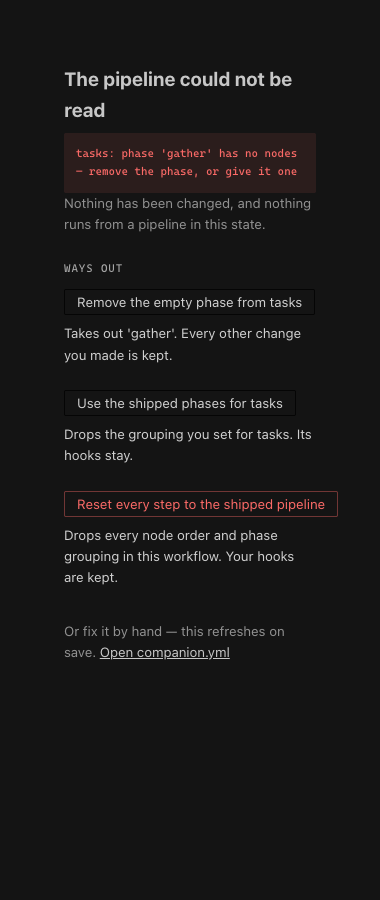 The pipeline could not be
read
tasks: phase 'gather' has no nodes
— remove the phase, or give it one
Nothing has been changed, and nothing
runs from a pipeline in this state.
WAYS OUT
Remove the empty phase from tasks
Takes out 'gather'. Every other change
you made is kept.
Use the shipped phases for tasks
Drops the grouping you set for tasks. Its
hooks stay.
Reset every step to the shipped pipeline
Drops every node order and phase
grouping in this workflow. Your hooks
are kept.
Or fix it by hand — this refreshes on
save. Open companion.yml